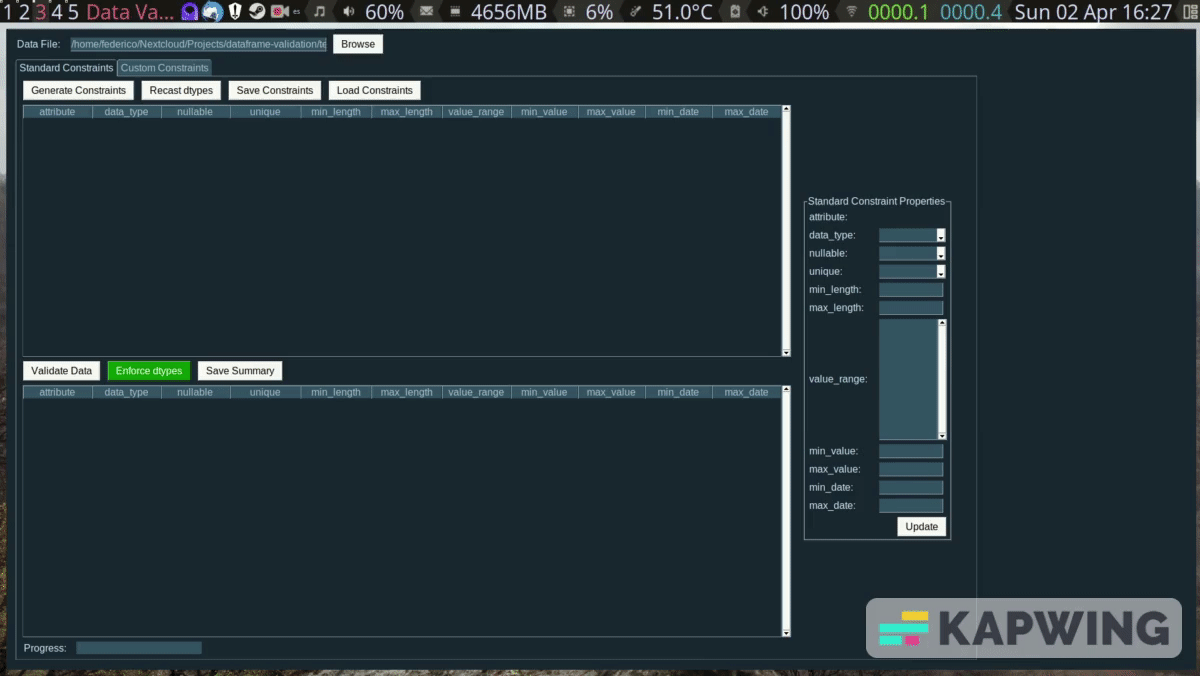 1 2 3 4 5 Data Va... es 60% 4656MB 6% 51.0°C 100% 0000.1 0000.4 Sun 02 Apr 16:27
Data File: /home/federico/Nextcloud/Projects/dataframe-validation/te Browse
Standard Constraints Custom Constraints
Generate Constraints Recast dtypes Save Constraints Load Constraints
attribute data_type nullable unique min_length max_length value_range min_value max_value min_date max_date
Validate Data Enforce dtypes Save Summary
attribute data_type nullable unique min_length max_length value_range min_value max_value min_date max_date
Progress:
Standard Constraint Properties
attribute:
data_type:
nullable:
unique:
min_length:
max_length:
value_range:
min_value:
max_value:
min_date:
max_date:
Update
KAPWING